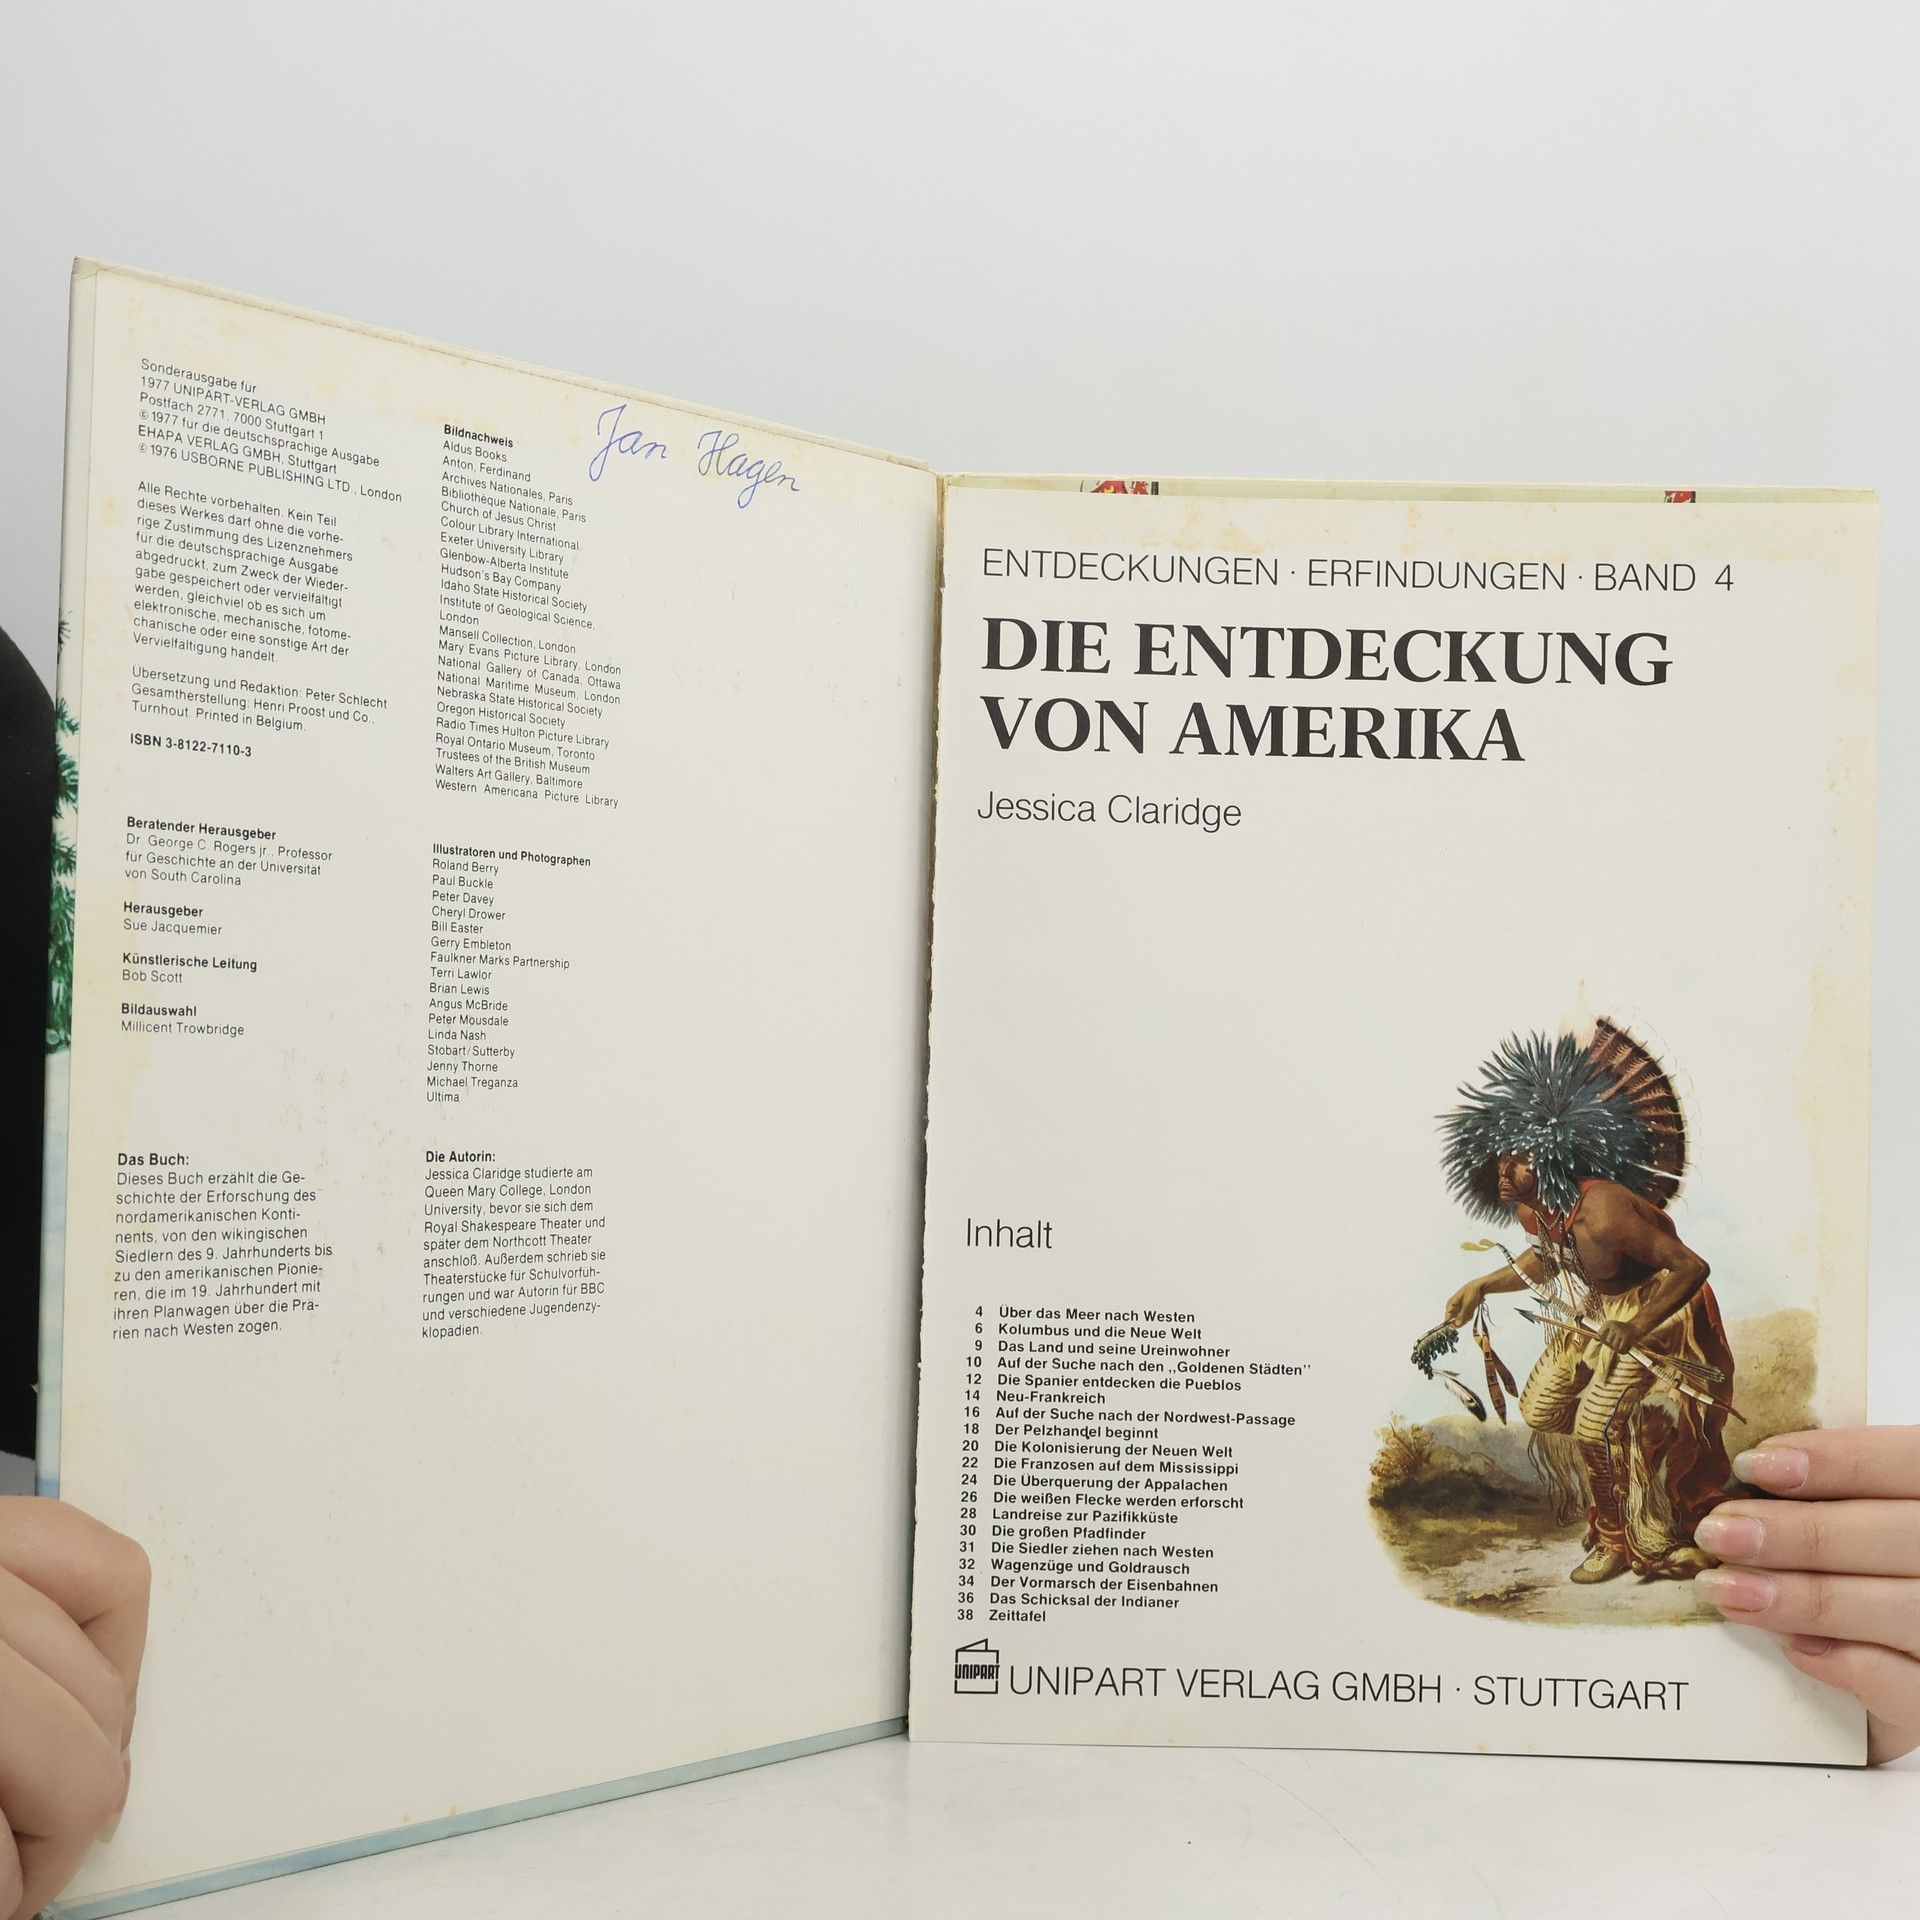 Sonderausgabe für
1977 UNIPART-VERLAG GMBH
Postfach 2771, 7000 Stuttgart 1
© 1977 für die deutschsprachige Ausgabe
EHAPA VERLAG GMBH, Stuttgart
© 1976 USBORNE PUBLISHING LTD., London
Alle Rechte vorbehalten. Kein Teil
dieses Werkes darf ohne die vorhe-
rige Zustimmung des Lizenznehmers
für die deutschsprachige Ausgabe
abgedruckt, zum Zweck der Wieder-
gabe gespeichert oder vervielfältigt
werden, gleichviel ob es sich um
elektronische, mechanische, fotome-
chanische oder eine sonstige Art der
Vervielfältigung handelt.
Übersetzung und Redaktion: Peter Schlecht
Gesamtherstellung: Henri Proost und Co.,
Turnhout. Printed in Belgium.
ISBN 3-8122-7110-3
Beratender Herausgeber
Dr. George C. Rogers jr., Professor
für Geschichte an der Universität
von South Carolina
Herausgeber
Sue Jacquemier
Künstlerische Leitung
Bob Scott
Bildauswahl
Millicent Trowbridge
Das Buch:
Dieses Buch erzählt die Ge-
schichte der Erforschung des
nordamerikanischen Konti-
nents, von den wikingischen
Siedlern des 9. Jahrhunderts bis
zu den amerikanischen Pionie-
ren, die im 19. Jahrhundert mit
ihren Planwagen über die Prä-
rien nach Westen zogen.
Bildnachweis
Aldus Books
Anton, Ferdinand
Archives Nationales, Paris
Bibliothèque Nationale, Paris
Church of Jesus Christ
Colour Library International
Exeter University Library
Glenbow-Alberta Institute
Hudson's Bay Company
Idaho State Historical Society
Institute of Geological Science,
London
Mansell Collection, London
Mary Evans Picture Library, London
National Gallery of Canada, Ottawa
National Maritime Museum, London
Nebraska State Historical Society
Oregon Historical Society
Radio Times Hulton Picture Library
Royal Ontario Museum, Toronto
Trustees of the British Museum
Walters Art Gallery, Baltimore
Western Americana Picture Library
Illustratoren und Photographen
Roland Berry
Paul Buckle
Peter Davey
Cheryl Drower
Bill Easter
Gerry Embleton
Faulkner Marks Partnership
Terri Lawlor
Brian Lewis
Angus McBride
Peter Mousdale
Linda Nash
Stobart/Sutterby
Jenny Thorne
Michael Treganza
Ultima
Die Autorin:
Jessica Claridge studierte am
Queen Mary College, London
University, bevor sie sich dem
Royal Shakespeare Theater und
später dem Northcott Theater
anschloß. Außerdem schrieb sie
Theaterstücke für Schulvorfüh-
rungen und war Autorin für BBC
und verschiedene Jugendenzy-
klopädien.
Jan Hagen
ENTDECKUNGEN · ERFINDUNGEN · BAND 4
DIE ENTDECKUNG
VON AMERIKA
Jessica Claridge
Inhalt
4 Über das Meer nach Westen
6 Kolumbus und die Neue Welt
9 Das Land und seine Ureinwohner
10 Auf der Suche nach den „Goldenen Städten"
12 Die Spanier entdecken die Pueblos
14 Neu-Frankreich
16 Auf der Suche nach der Nordwest-Passage
18 Der Pelzhandel beginnt
20 Die Kolonisierung der Neuen Welt
22 Die Franzosen auf dem Mississippi
24 Die Überquerung der Appalachen
26 Die weißen Flecke werden erforscht
28 Landreise zur Pazifikküste
30 Die großen Pfadfinder
31 Die Siedler ziehen nach Westen
32 Wagenzüge und Goldrausch
34 Der Vormarsch der Eisenbahnen
36 Das Schicksal der Indianer
38 Zeittafel
UNIPART
UNIPART VERLAG GMBH · STUTTGART